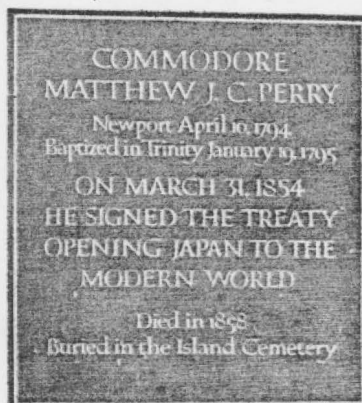 COMMODORE
MATTHEW J. C. PERRY
Newport April 10, 1794
Baptized in Trinity January 19, 1795
ON MARCH 31, 1854
HE SIGNED THE TREATY
OPENING JAPAN TO THE
MODERN WORLD
Died in 1858
Buried in the Island Cemetery